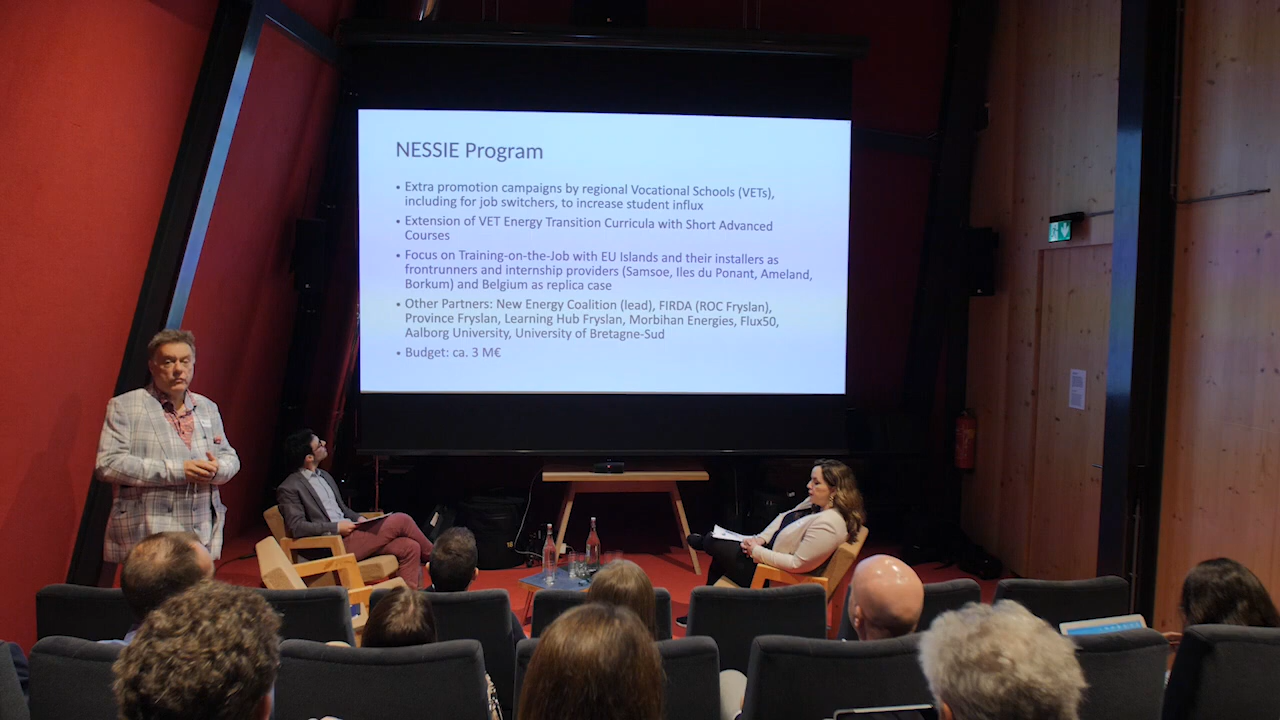 NESSIE Program
• Extra promotion campaigns by regional Vocational Schools (VETs),
including for job switchers, to increase student influx
• Extension of VET Energy Transition Curricula with Short Advanced
Courses
• Focus on Training-on-the-Job with EU Islands and their installers as
frontrunners and internship providers (Samsoe, Iles du Ponant, Ameland,
Borkum) and Belgium as replica case
• Other Partners: New Energy Coalition (lead), FIRDA (ROC Fryslan),
Province Fryslan, Learning Hub Fryslan, Morbihan Energies, Flux50,
Aalborg University, University of Bretagne-Sud
• Budget: ca. 3 M€